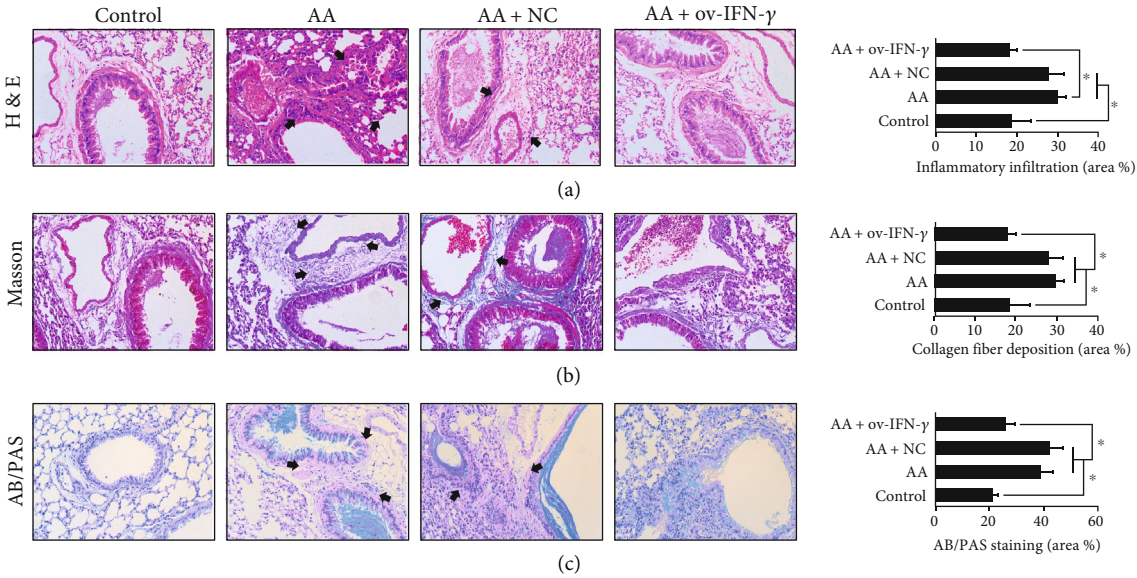 Control AA AA + NC AA + ov-IFN-γ
H & E
AA + ov-IFN-γ
AA + NC
AA
Control
* *
0 10 20 30 40
Inflammatory infiltration (area %)
(a)
Masson
AA + ov-IFN-γ
AA + NC
AA
Control
*
*
0 10 20 30 40
Collagen fiber deposition (area %)
(b)
AB/PAS
AA + ov-IFN-γ
AA + NC
AA
Control
*
*
0 20 40 60
AB/PAS staining (area %)
(c)